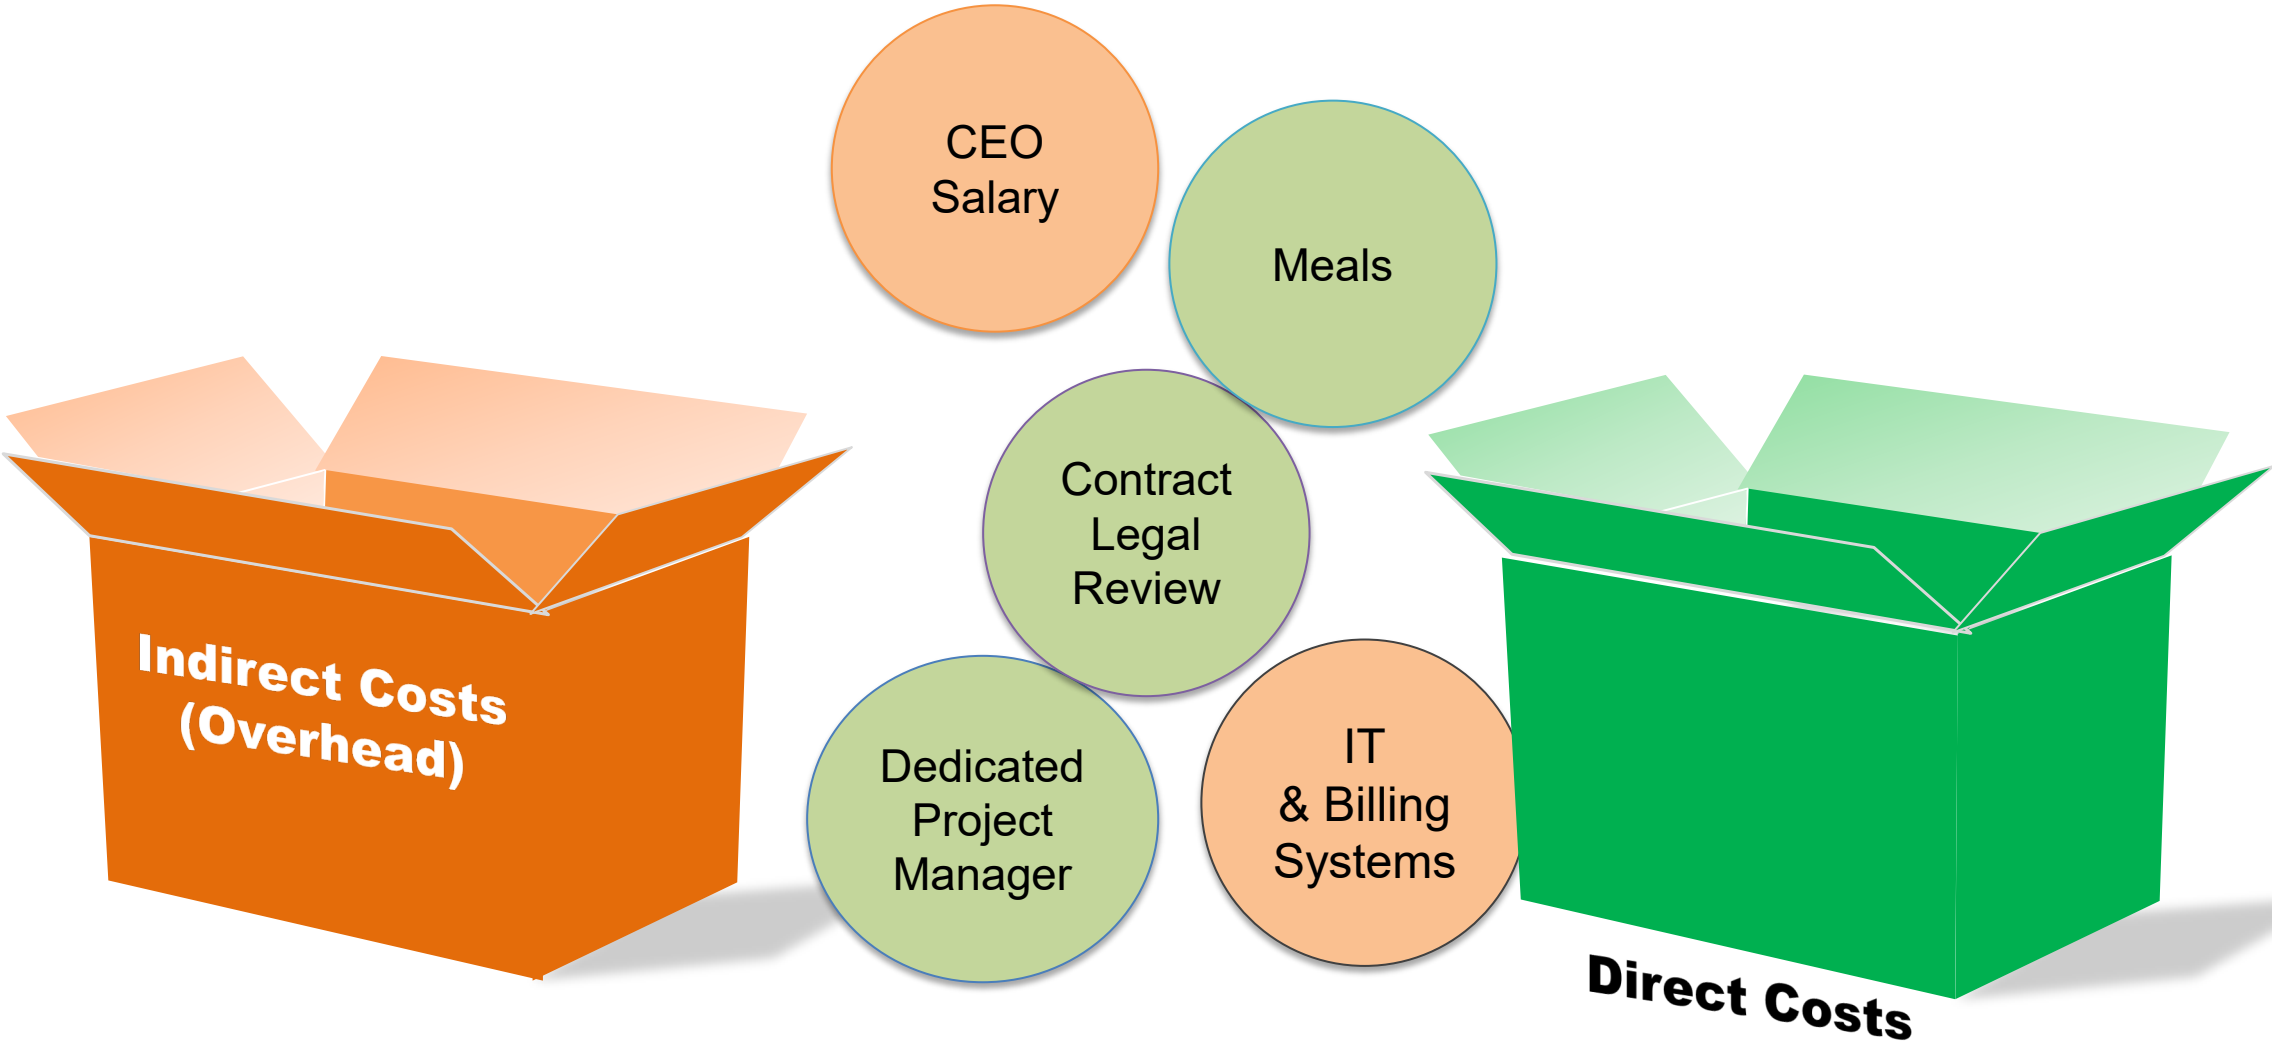 CEO
Salary
Meals
Contract
Legal
Review
Indirect Costs
(Overhead)
Dedicated
Project
Manager
IT
& Billing
Systems
Direct Costs